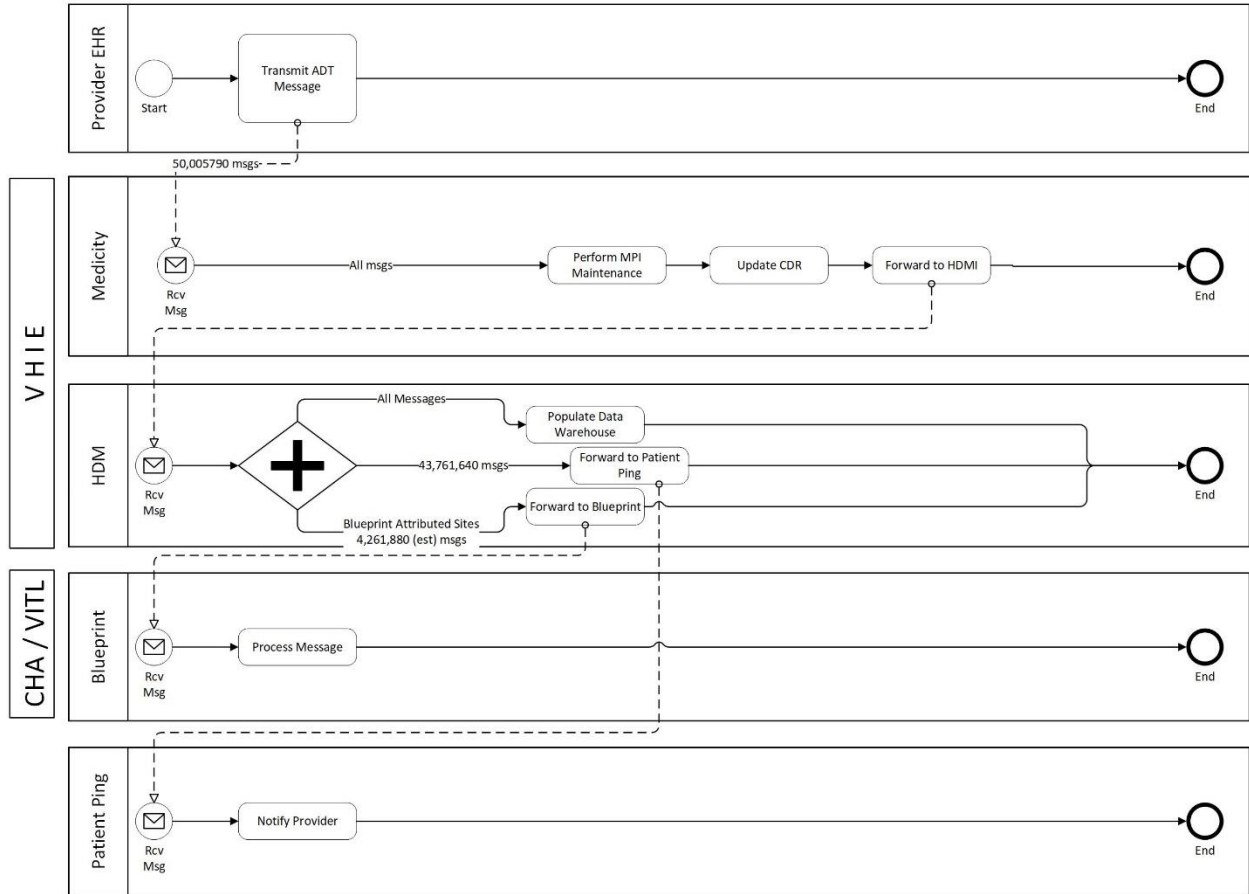 Provider EHR
Start
Transmit ADT
Message
End
50,005790 msgs
V H I E
Medicity
Rcv
Msg
All msgs
Perform MPI
Maintenance
Update CDR
Forward to HDMI
End
HDM
Rcv
Msg
All Messages
Populate Data
Warehouse
43,761,640 msgs
Forward to Patient
Ping
Blueprint Attributed Sites
4,261,880 (est) msgs
Forward to Blueprint
End
CHA / VITL
Blueprint
Rcv
Msg
Process Message
End
Patient Ping
Rcv
Msg
Notify Provider
End